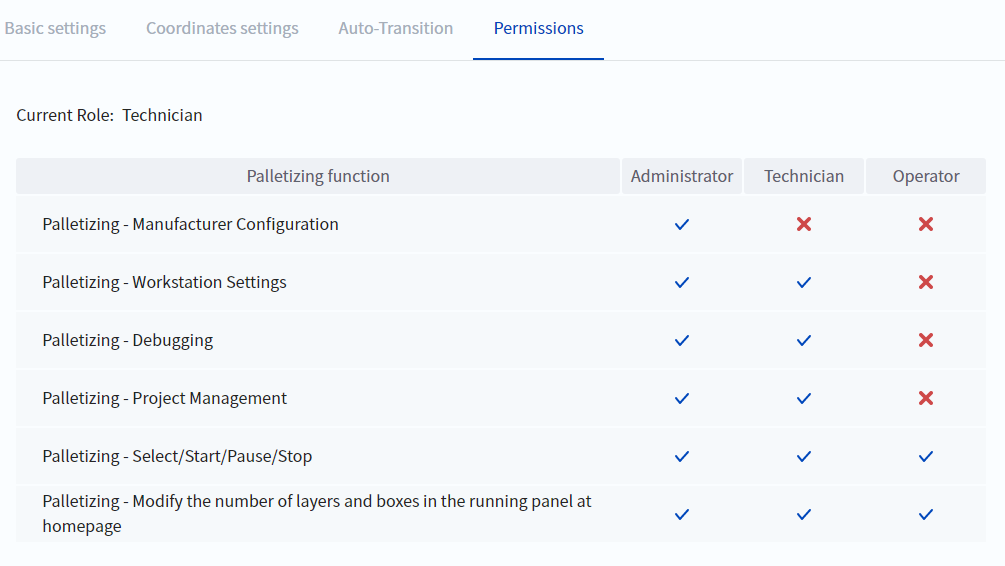 Basic settings Coordinates settings Auto-Transition Permissions
Current Role: Technician
Palletizing function Administrator Technician Operator
Palletizing - Manufacturer Configuration
Palletizing - Workstation Settings
Palletizing - Debugging
Palletizing - Project Management
Palletizing - Select/Start/Pause/Stop
Palletizing - Modify the number of layers and boxes in the running panel at
homepage